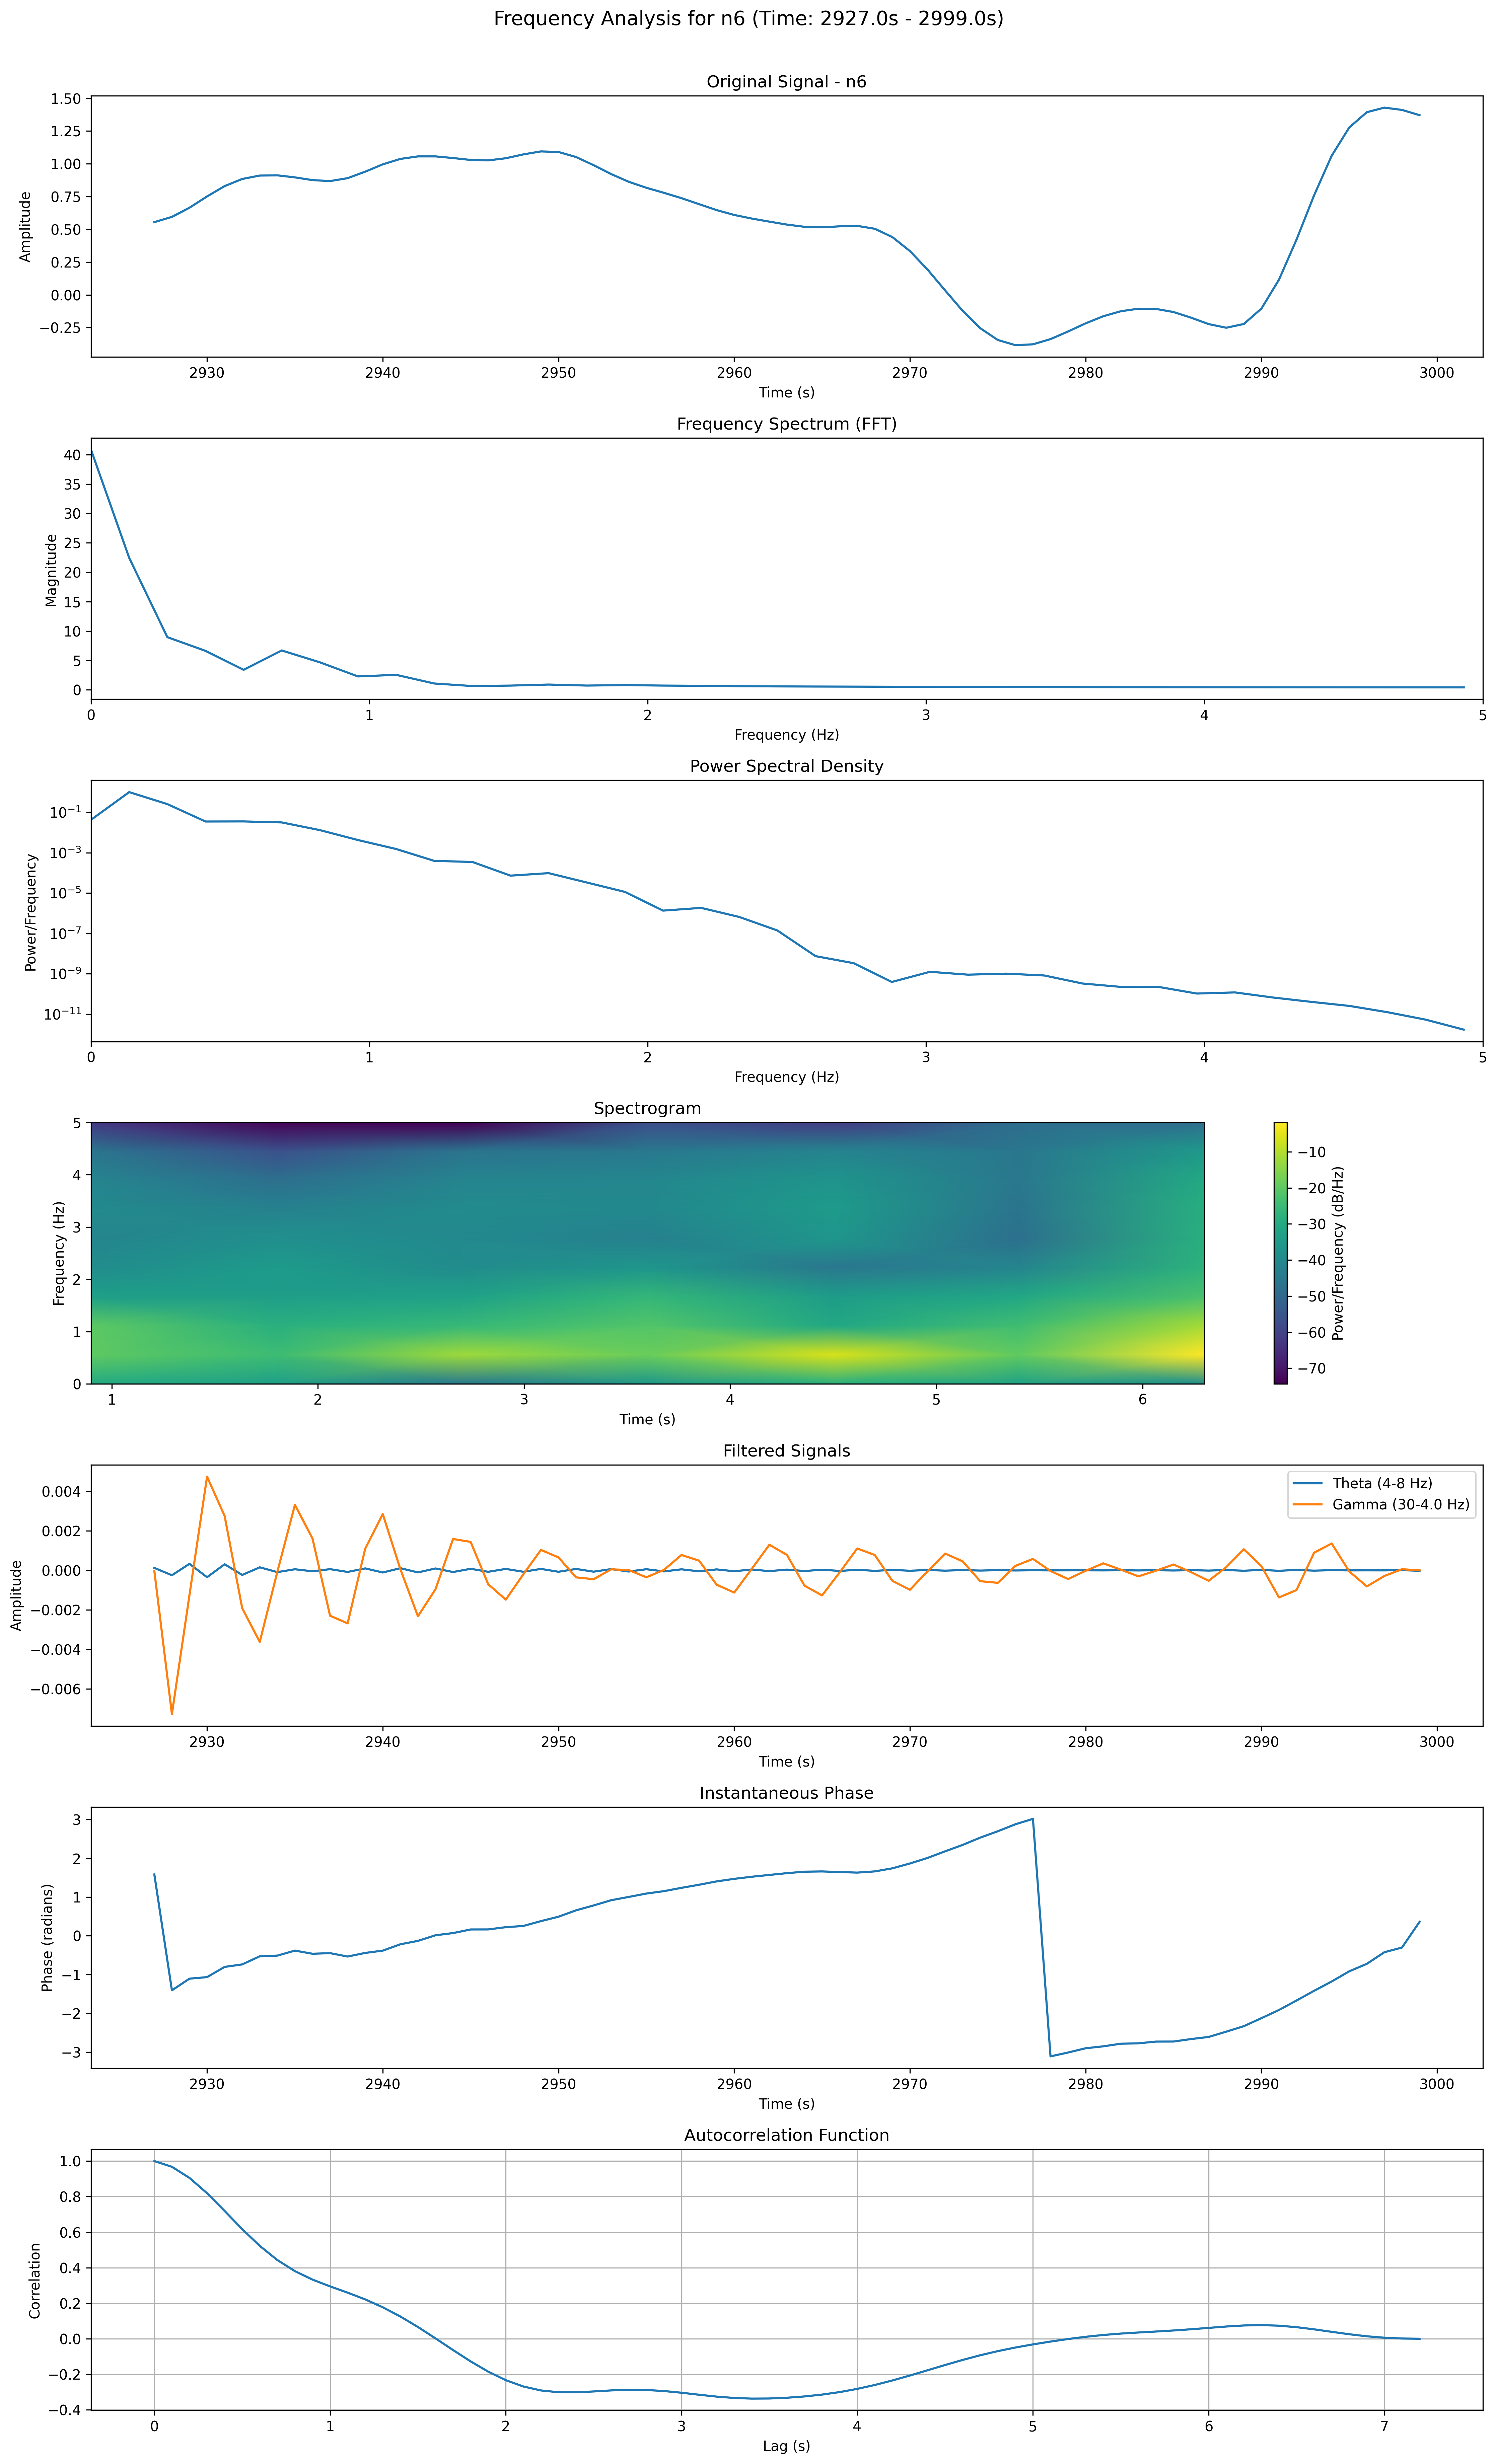 Frequency Analysis for n6 (Time: 2927.0s - 2999.0s)
Original Signal - n6
1.50
1.25
1.00
0.75
0.50
0.25
0.00
−0.25
Amplitude
2930 2940 2950 2960 2970 2980 2990 3000
Time (s)
Frequency Spectrum (FFT)
40
35
30
25
20
15
10
5
0
Magnitude
0 1 2 3 4 5
Frequency (Hz)
Power Spectral Density
10⁻¹
10⁻³
10⁻⁵
10⁻⁷
10⁻⁹
10⁻¹¹
Power/Frequency
0 1 2 3 4 5
Frequency (Hz)
Spectrogram
5
4
3
2
1
0
Frequency (Hz)
1 2 3 4 5 6
Time (s)
−10
−20
−30
−40
−50
−60
−70
Power/Frequency (dB/Hz)
Filtered Signals
Theta (4-8 Hz)
Gamma (30-4.0 Hz)
0.004
0.002
0.000
−0.002
−0.004
−0.006
Amplitude
2930 2940 2950 2960 2970 2980 2990 3000
Time (s)
Instantaneous Phase
3
2
1
0
−1
−2
−3
Phase (radians)
2930 2940 2950 2960 2970 2980 2990 3000
Time (s)
Autocorrelation Function
1.0
0.8
0.6
0.4
0.2
0.0
−0.2
−0.4
Correlation
0 1 2 3 4 5 6 7
Lag (s)